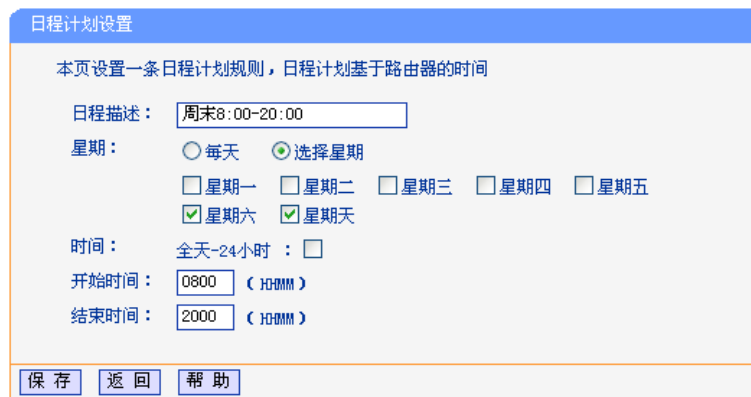 日程计划设置
本页设置一条日程计划规则，日程计划基于路由器的时间
日程描述： 周末8:00-20:00
星期： 每天 选择星期
星期一 星期二 星期三 星期四 星期五
星期六 星期天
时间： 全天-24小时 ：
开始时间： 0800 (HHMM)
结束时间： 2000 (HHMM)
保 存 返 回 帮 助